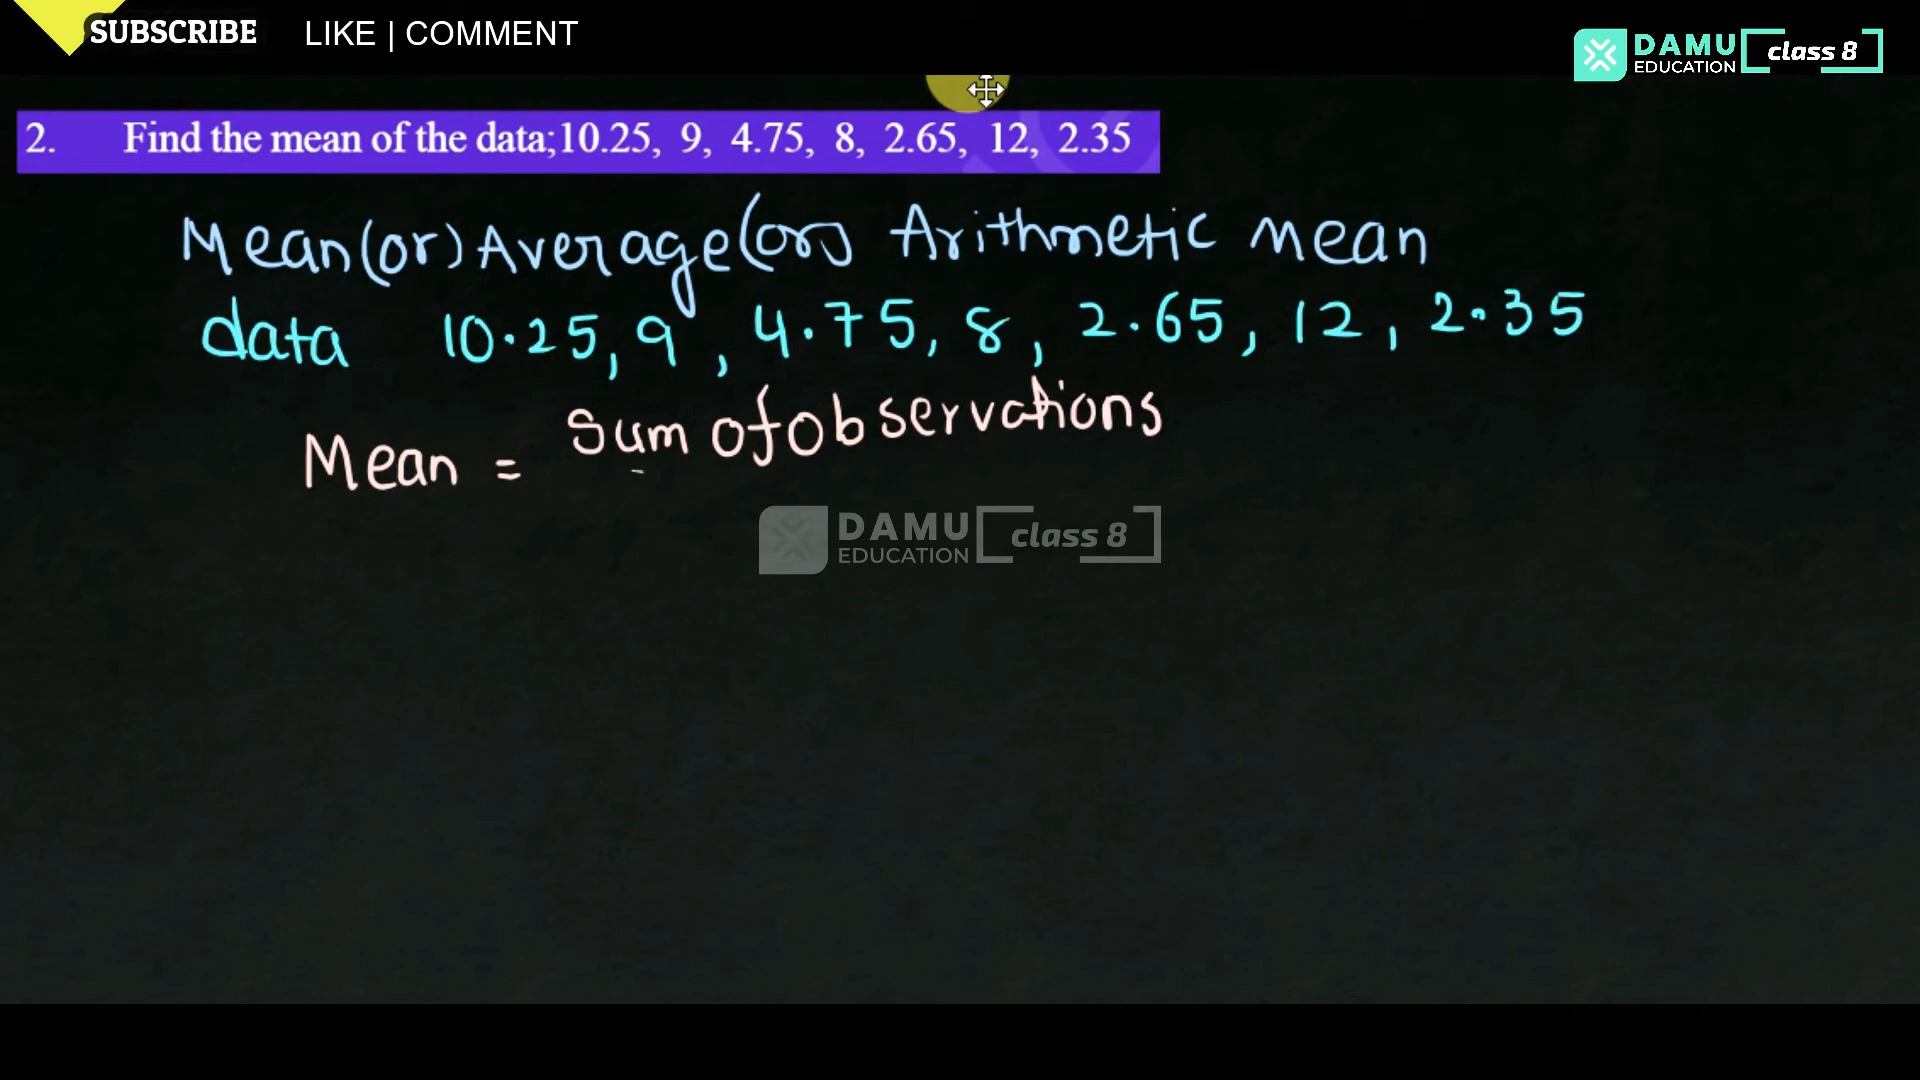 SUBSCRIBE LIKE | COMMENT
DAMU EDUCATION class 8
2. Find the mean of the data;10.25, 9, 4.75, 8, 2.65, 12, 2.35
Mean(or) Average(or) Arithmetic mean
data 10.25, 9, 4.75, 8, 2.65, 12, 2.35
Mean = Sum of observations
DAMU EDUCATION class 8